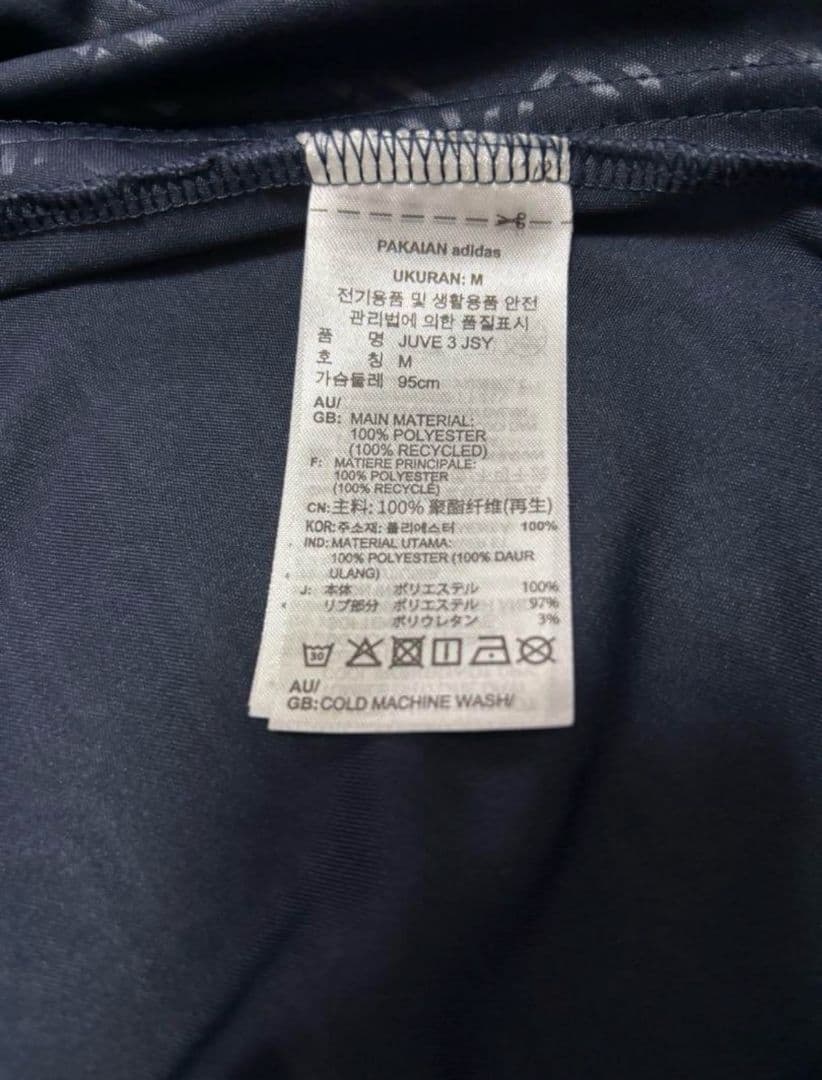 PAKAIAN adidas
UKURAN: M
전기용품 및 생활용품 안전
관리법에 의한 품질표시
품 명 JUVE 3 JSY
호 칭 M
가슴둘레 95cm
AU/
GB: MAIN MATERIAL:
100% POLYESTER
(100% RECYCLED)
F: MATIERE PRINCIPALE:
100% POLYESTER
(100% RECYCLÉ)
CN:主料: 100% 聚酯纤维(再生)
KOR:주소재: 폴리에스터 100%
IND: MATERIAL UTAMA:
100% POLYESTER (100% DAUR
ULANG)
J: 本体 ポリエステル 100%
リブ部分 ポリエステル 97%
ポリウレタン 3%
30
AU/
GB:COLD MACHINE WASH/